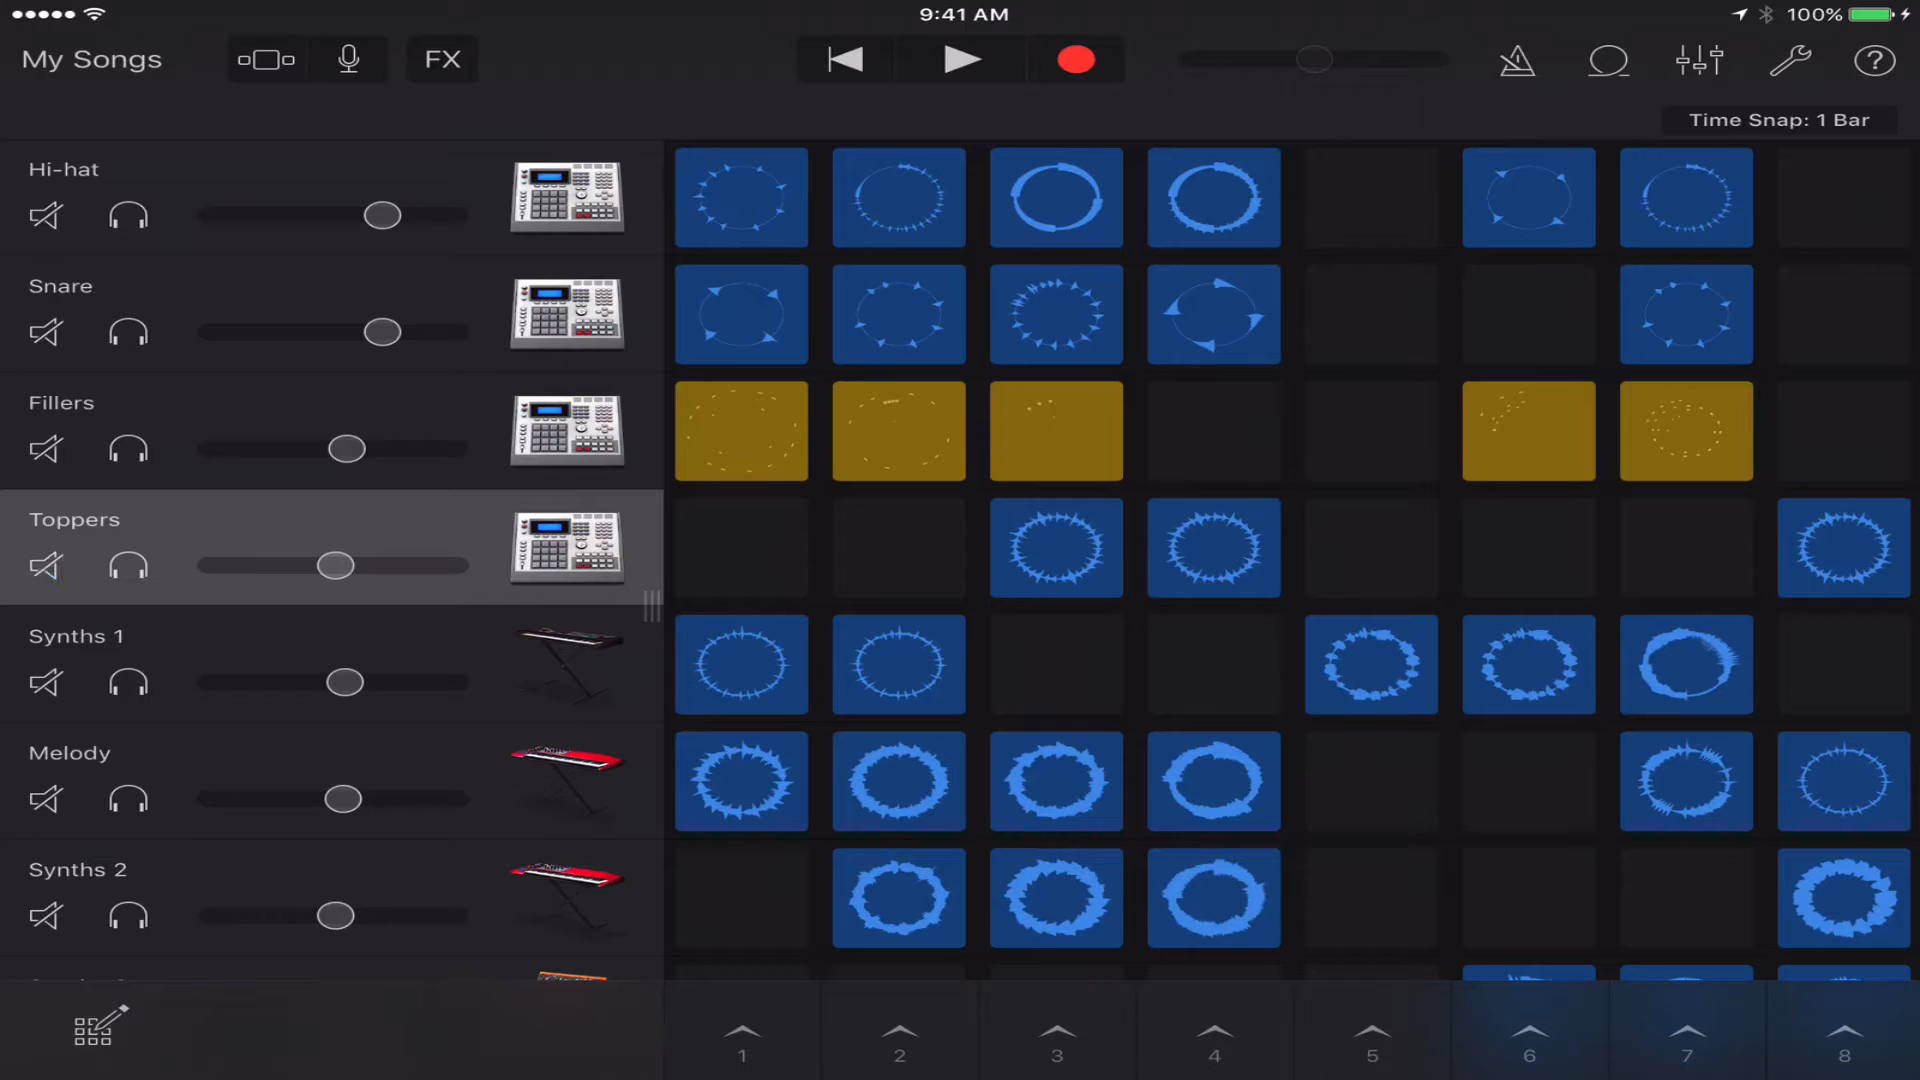 9:41 AM
100%
My Songs
FX
?
Time Snap: 1 Bar
Hi-hat
Snare
Fillers
Toppers
Synths 1
Melody
Synths 2
1
2
3
4
5
6
7
8